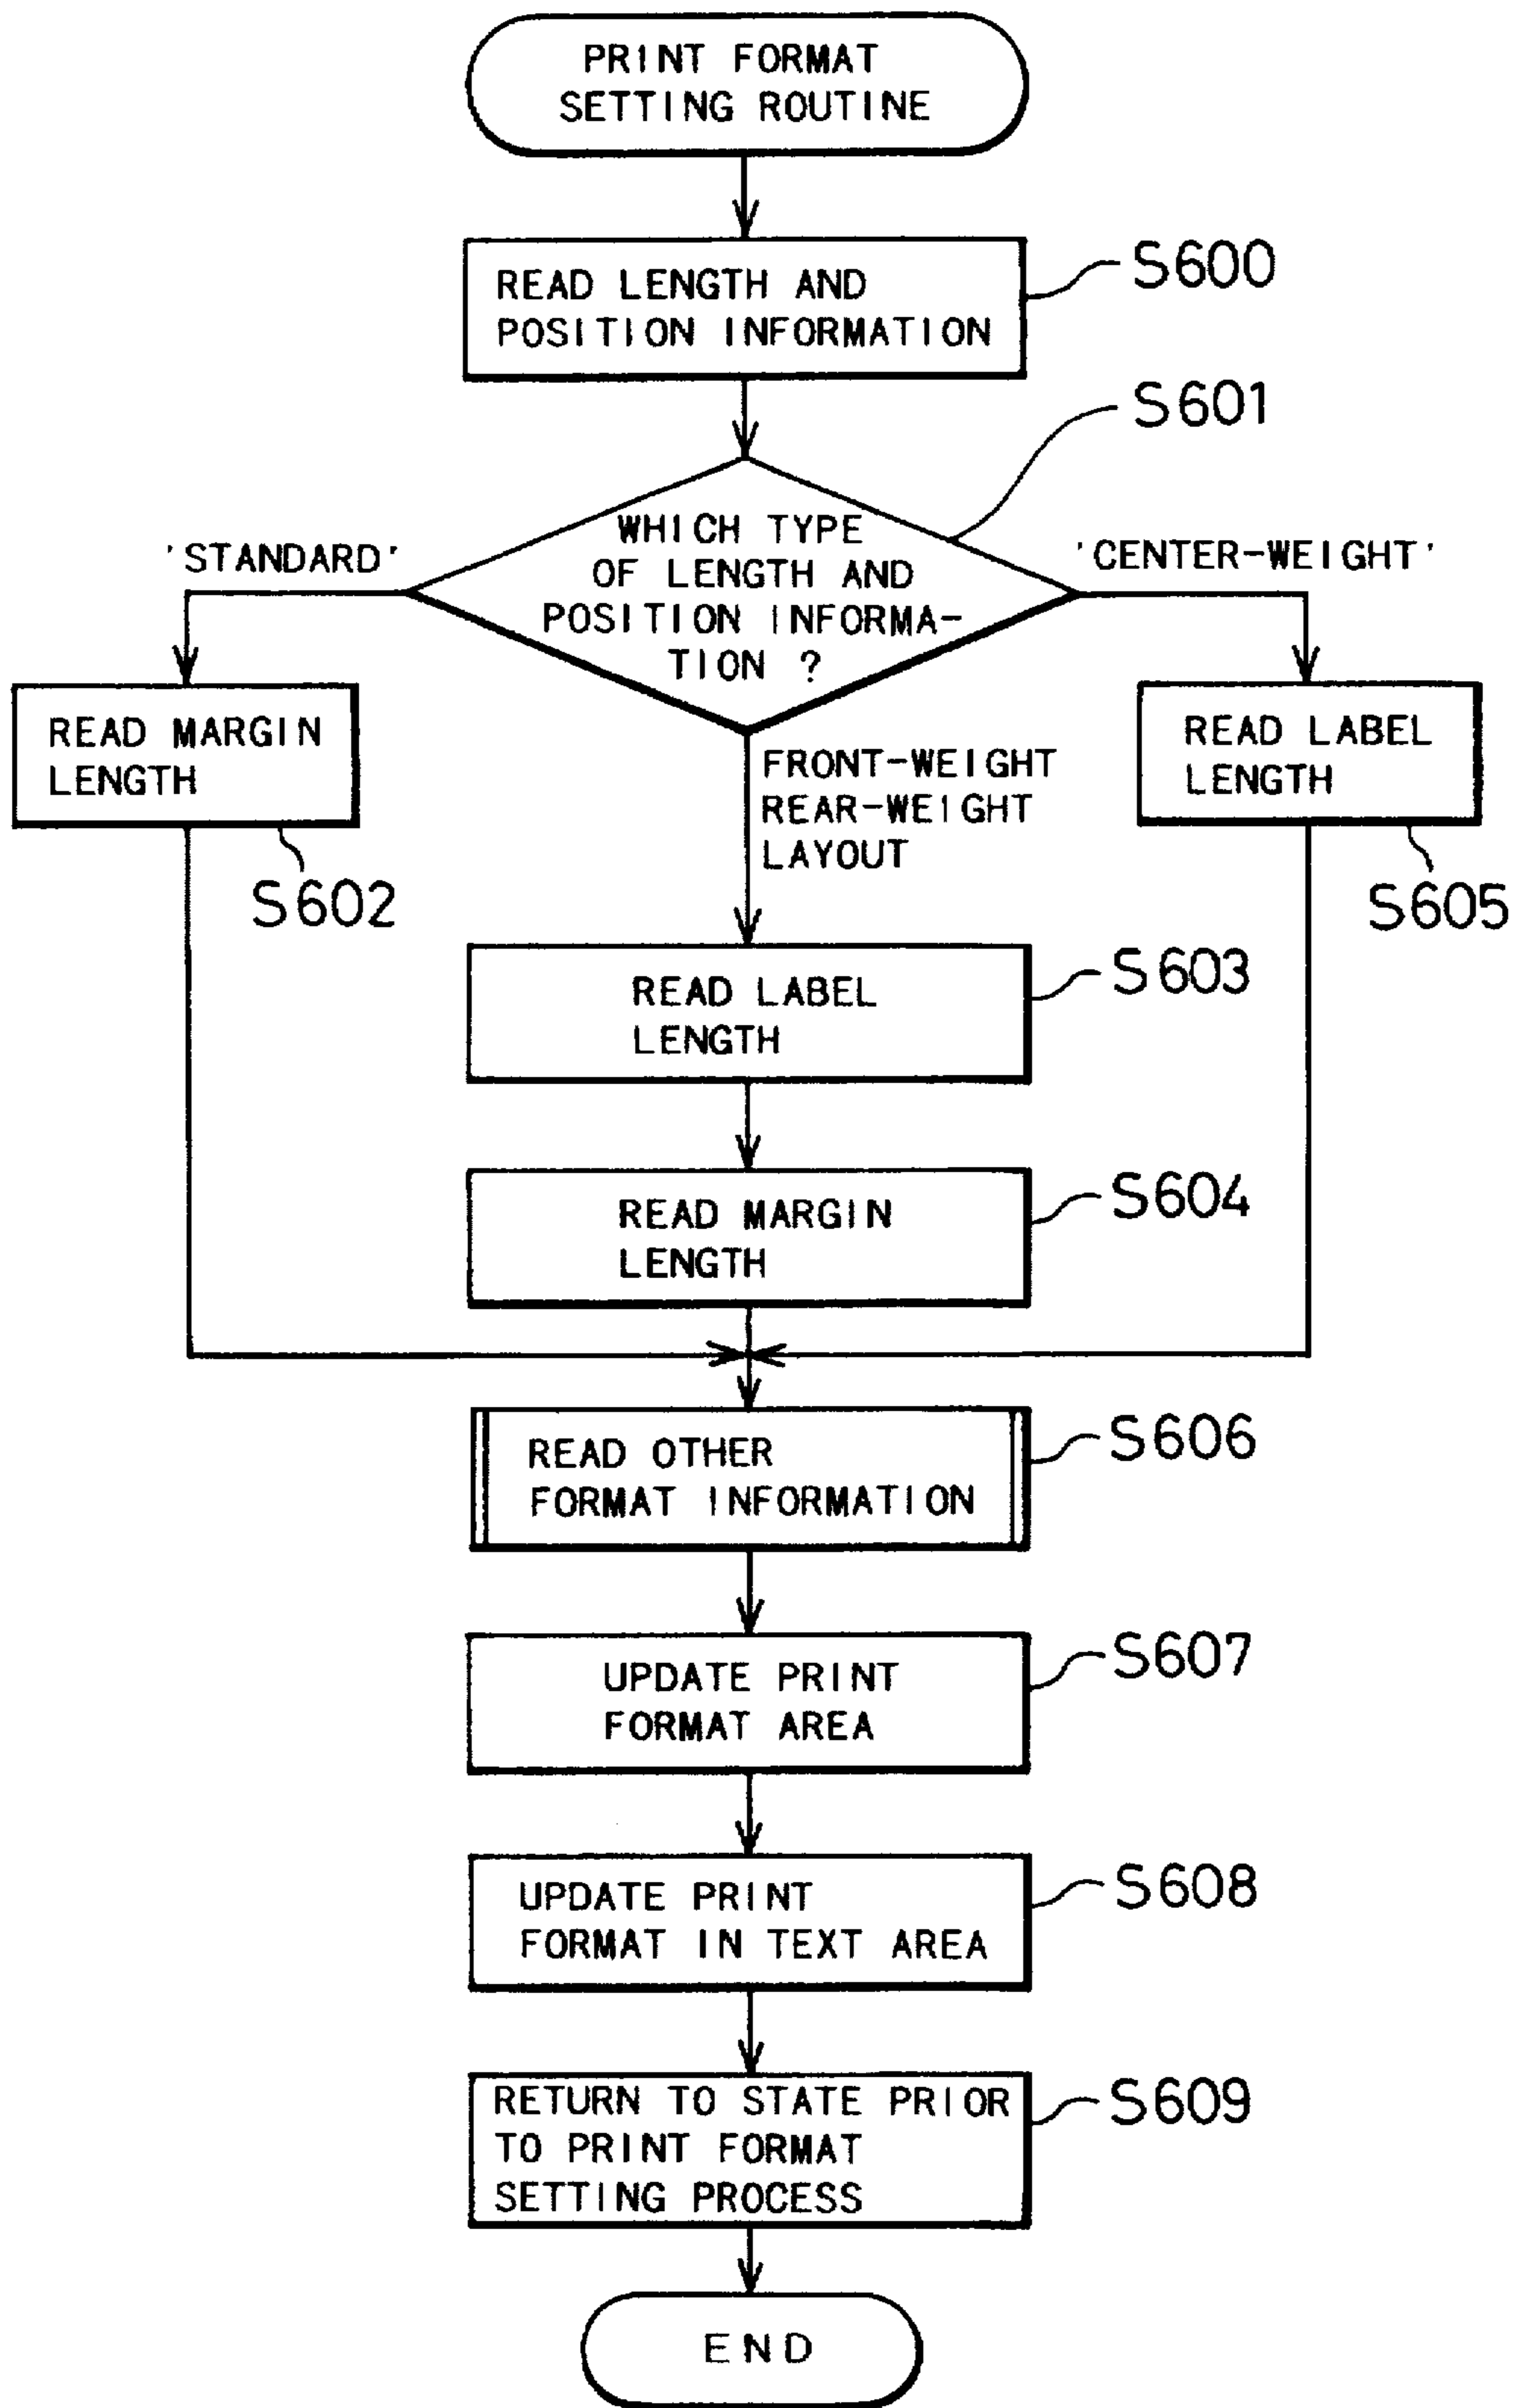 PRINT FORMAT
SETTING ROUTINE
READ LENGTH AND
POSITION INFORMATION
S600
S601
WHICH TYPE
OF LENGTH AND
POSITION INFORMA-
TION ?
'STANDARD'
'CENTER-WEIGHT'
READ MARGIN
LENGTH
S602
FRONT-WEIGHT
REAR-WEIGHT
LAYOUT
READ LABEL
LENGTH
S605
READ LABEL
LENGTH
S603
READ MARGIN
LENGTH
S604
READ OTHER
FORMAT INFORMATION
S606
UPDATE PRINT
FORMAT AREA
S607
UPDATE PRINT
FORMAT IN TEXT AREA
S608
RETURN TO STATE PRIOR
TO PRINT FORMAT
SETTING PROCESS
S609
END